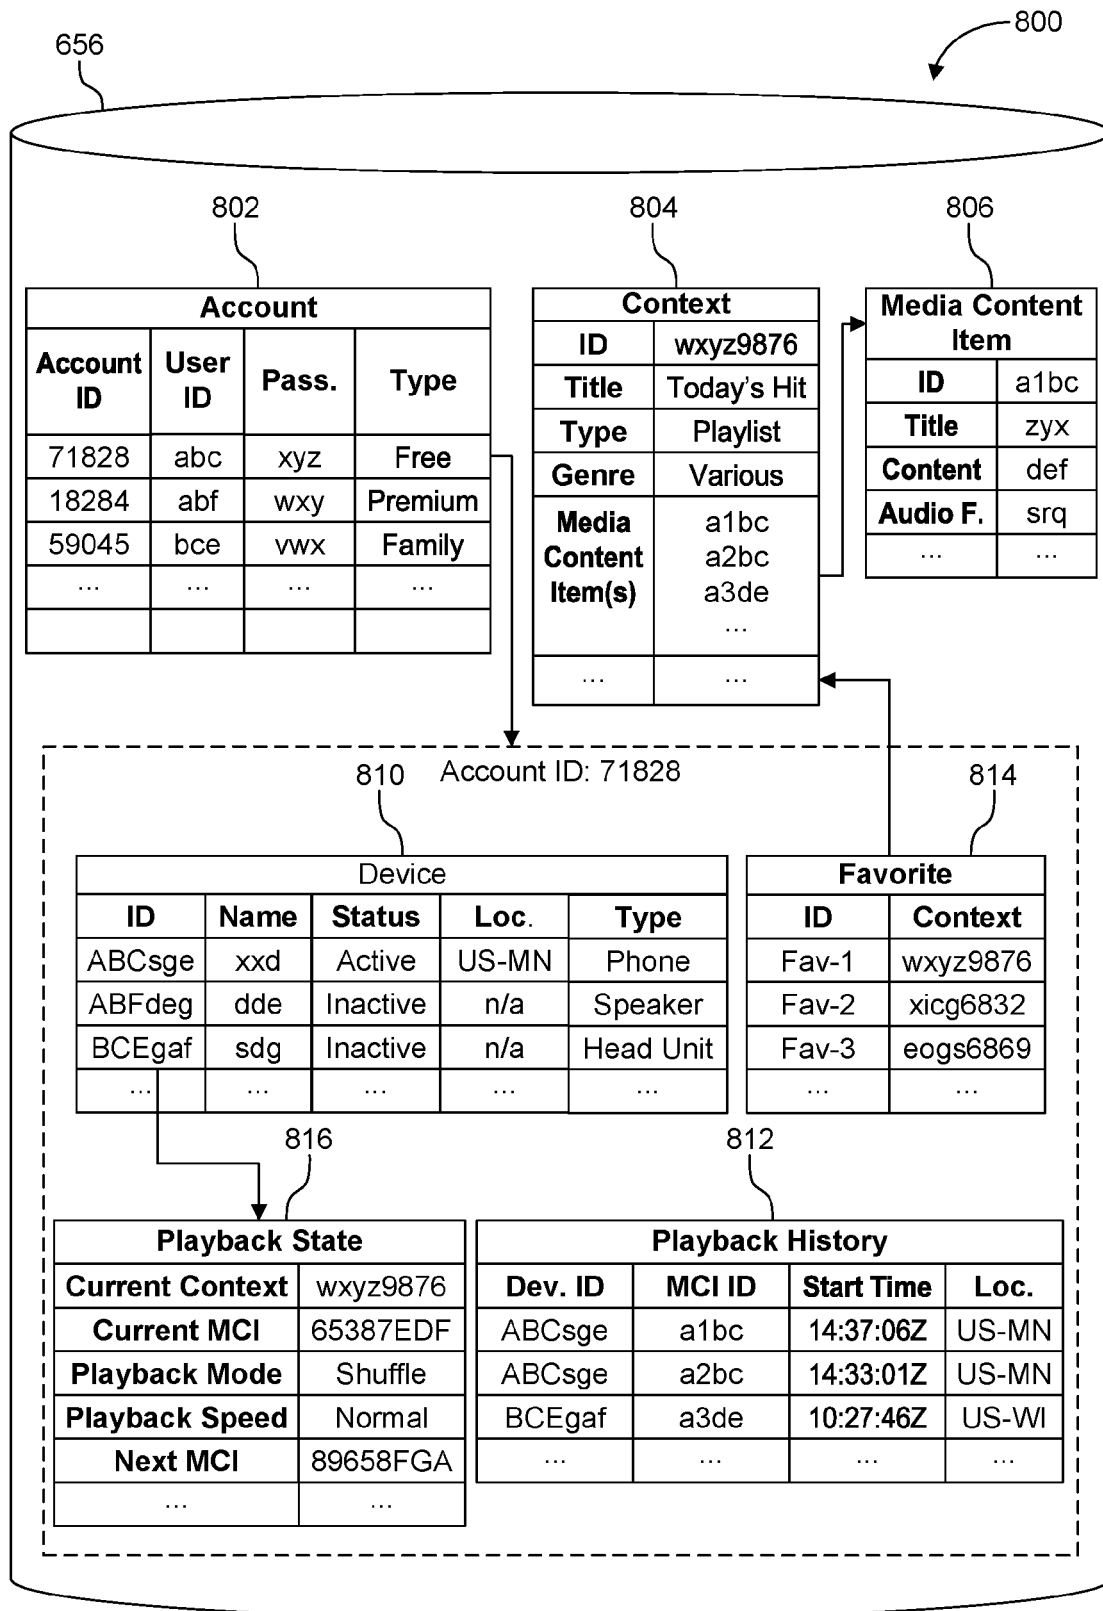 800
656
802
804
806
Account
Account ID User ID Pass. Type
71828 abc xyz Free
18284 abf wxy Premium
59045 bce vwx Family
... ... ... ...
Context
ID wxyz9876
Title Today's Hit
Type Playlist
Genre Various
Media a1bc
Content a2bc
Item(s) a3de
...
... ...
Media Content
Item
ID a1bc
Title zyx
Content def
Audio F. srq
... ...
810
Account ID: 71828
814
Device
ID Name Status Loc. Type
ABCsge xxd Active US-MN Phone
ABFdeg dde Inactive n/a Speaker
BCEgaf sdg Inactive n/a Head Unit
... ... ... ... ...
Favorite
ID Context
Fav-1 wxyz9876
Fav-2 xicg6832
Fav-3 eogs6869
... ...
816
812
Playback State
Current Context wxyz9876
Current MCI 65387EDF
Playback Mode Shuffle
Playback Speed Normal
Next MCI 89658FGA
... ...
Playback History
Dev. ID MCI ID Start Time Loc.
ABCsge a1bc 14:37:06Z US-MN
ABCsge a2bc 14:33:01Z US-MN
BCEgaf a3de 10:27:46Z US-WI
... ... ... ...